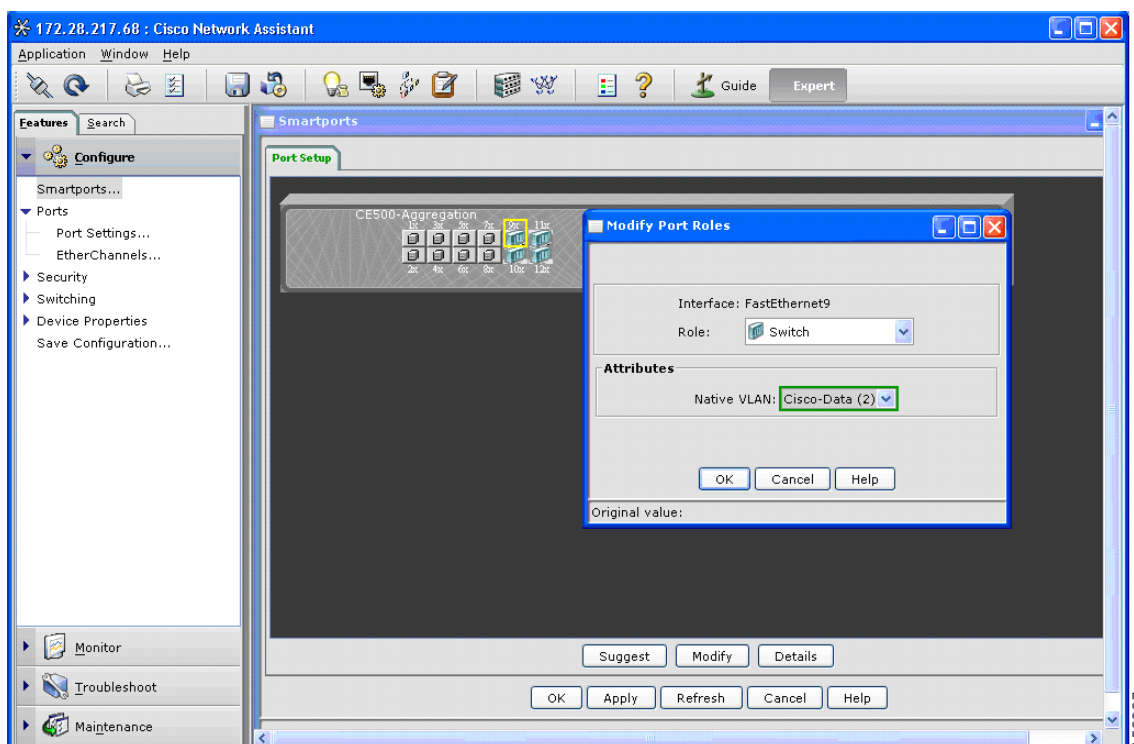 172.28.217.68 : Cisco Network Assistant
Application Window Help
Guide Expert
Features Search
Configure
Smartports...
Ports
Port Settings...
EtherChannels...
Security
Switching
Device Properties
Save Configuration...
Monitor
Troubleshoot
Maintenance
Smartports
Port Setup
CE500-Aggregation
1x 3x 5x 7x 9x 11x
2x 4x 6x 8x 10x 12x
Modify Port Roles
Interface: FastEthernet9
Role: Switch
Attributes
Native VLAN: Cisco-Data (2)
OK Cancel Help
Original value:
Suggest Modify Details
OK Apply Refresh Cancel Help